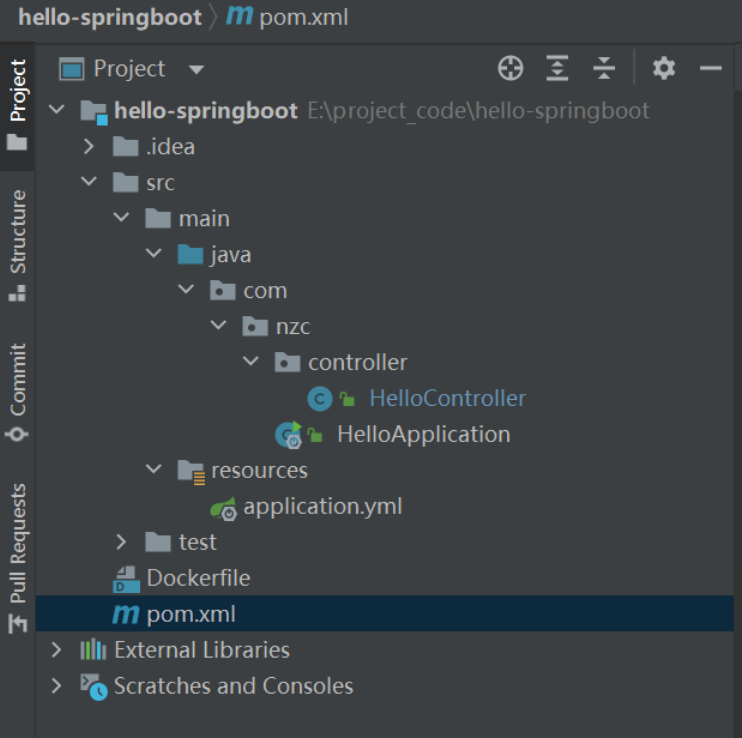 hello-springboot pom.xml
Project
hello-springboot E:\project_code\hello-springboot
.idea
src
main
java
com
nzc
controller
HelloController
HelloApplication
resources
application.yml
test
Dockerfile
pom.xml
External Libraries
Scratches and Consoles
Project
Structure
Commit
Pull Requests